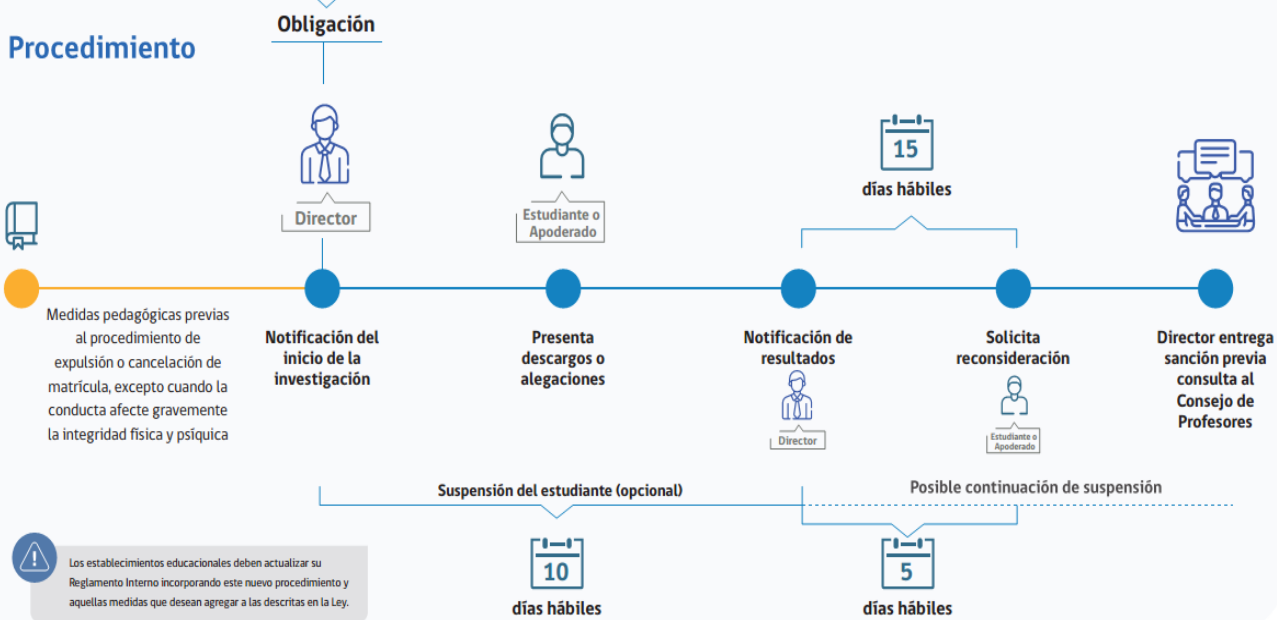 Obligación
Procedimiento
Director
Estudiante o
Apoderado
15
días hábiles
Medidas pedagógicas previas
al procedimiento de
expulsión o cancelación de
matrícula, excepto cuando la
conducta afecte gravemente
la integridad física y psíquica
Notificación del
inicio de la
investigación
Presenta
descargos o
alegaciones
Notificación de
resultados
Director
Solicita
reconsideración
Estudiante o
Apoderado
Director entrega
sanción previa
consulta al
Consejo de
Profesores
Suspensión del estudiante (opcional)
Posible continuación de suspensión
10
días hábiles
5
días hábiles
Los establecimientos educacionales deben actualizar su
Reglamento Interno incorporando este nuevo procedimiento y
aquellas medidas que desean agregar a las descritas en la Ley.